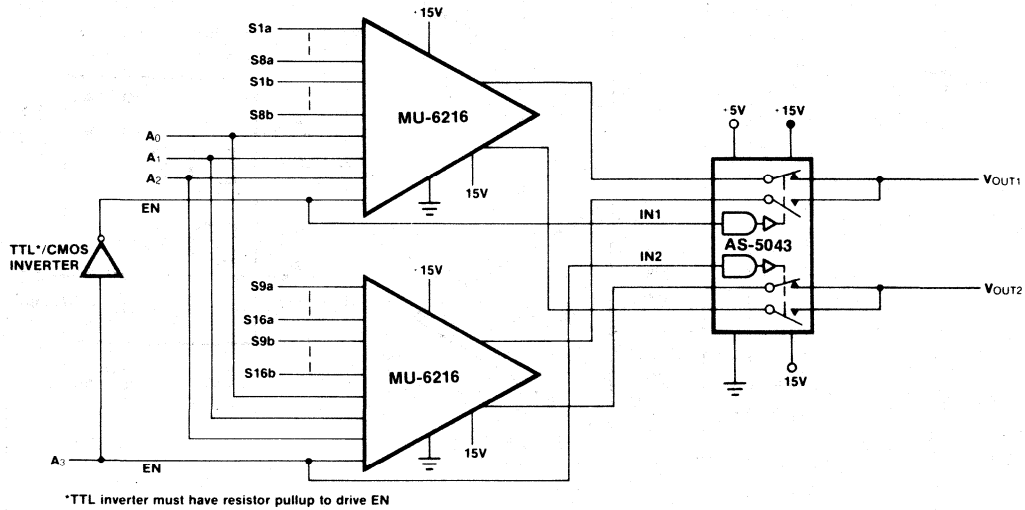 · 15V
S1a
S8a
S1b
S8b
MU-6216
A0
A1
A2
15V
EN
TTL*/CMOS
INVERTER
+5V
· 15V
VOUT1
IN1
AS-5043
IN2
VOUT2
15V
· 15V
S9a
S16a
S9b
S16b
MU-6216
15V
A3
EN
*TTL inverter must have resistor pullup to drive EN